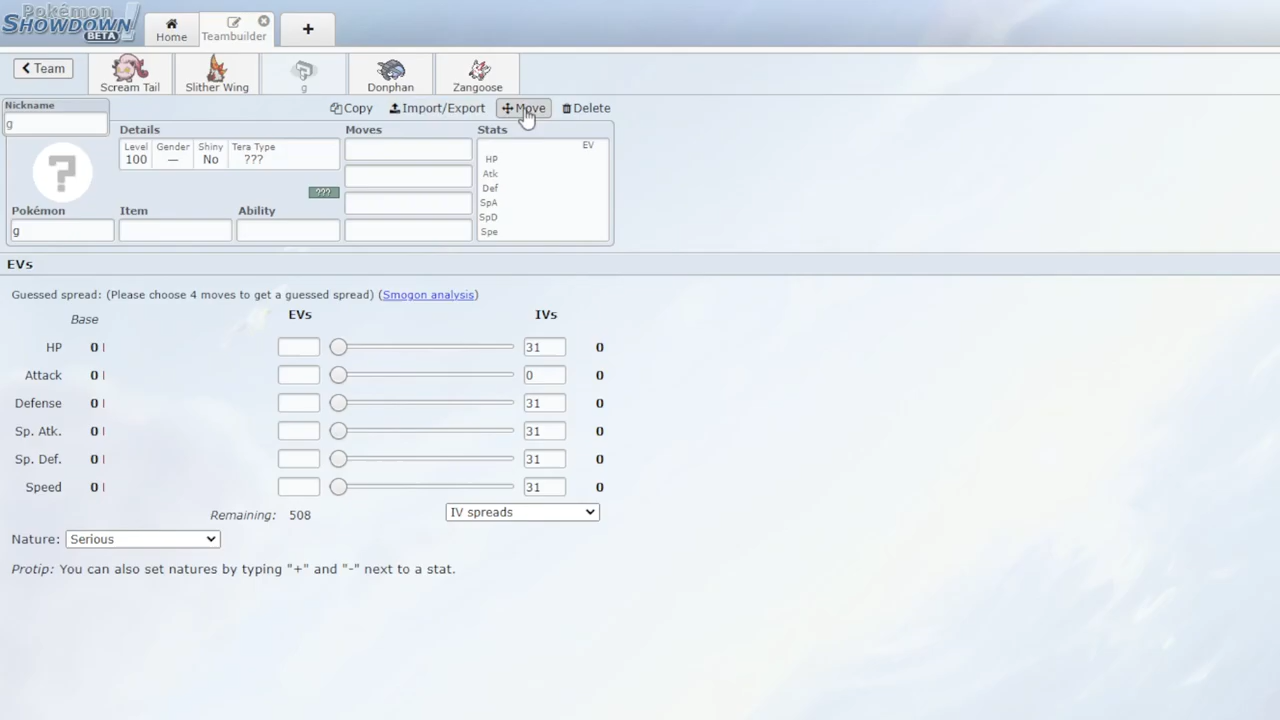 Pokémon
SHOWDOWN!
BETA
Home
Teambuilder
+
Team
Scream Tail
Slither Wing
g
Donphan
Zangoose
Copy
Import/Export
Move
Delete
Nickname
g
Details
Moves
Stats
Level
Gender
Shiny
Tera Type
100
—
No
???
???
EV
HP
Atk
Def
SpA
SpD
Spe
Pokémon
Item
Ability
g
EVs
Guessed spread: (Please choose 4 moves to get a guessed spread) (Smogon analysis)
Base
EVs
IVs
HP 0 31 0
Attack 0 0 0
Defense 0 31 0
Sp. Atk. 0 31 0
Sp. Def. 0 31 0
Speed 0 31 0
Remaining: 508
IV spreads
Nature: Serious
Protip: You can also set natures by typing "+" and "-" next to a stat.